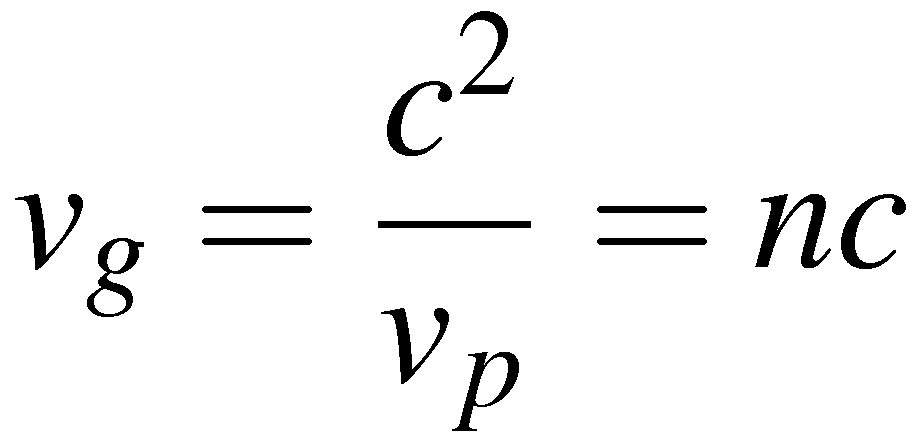 v_g = c^2 / v_p = nc